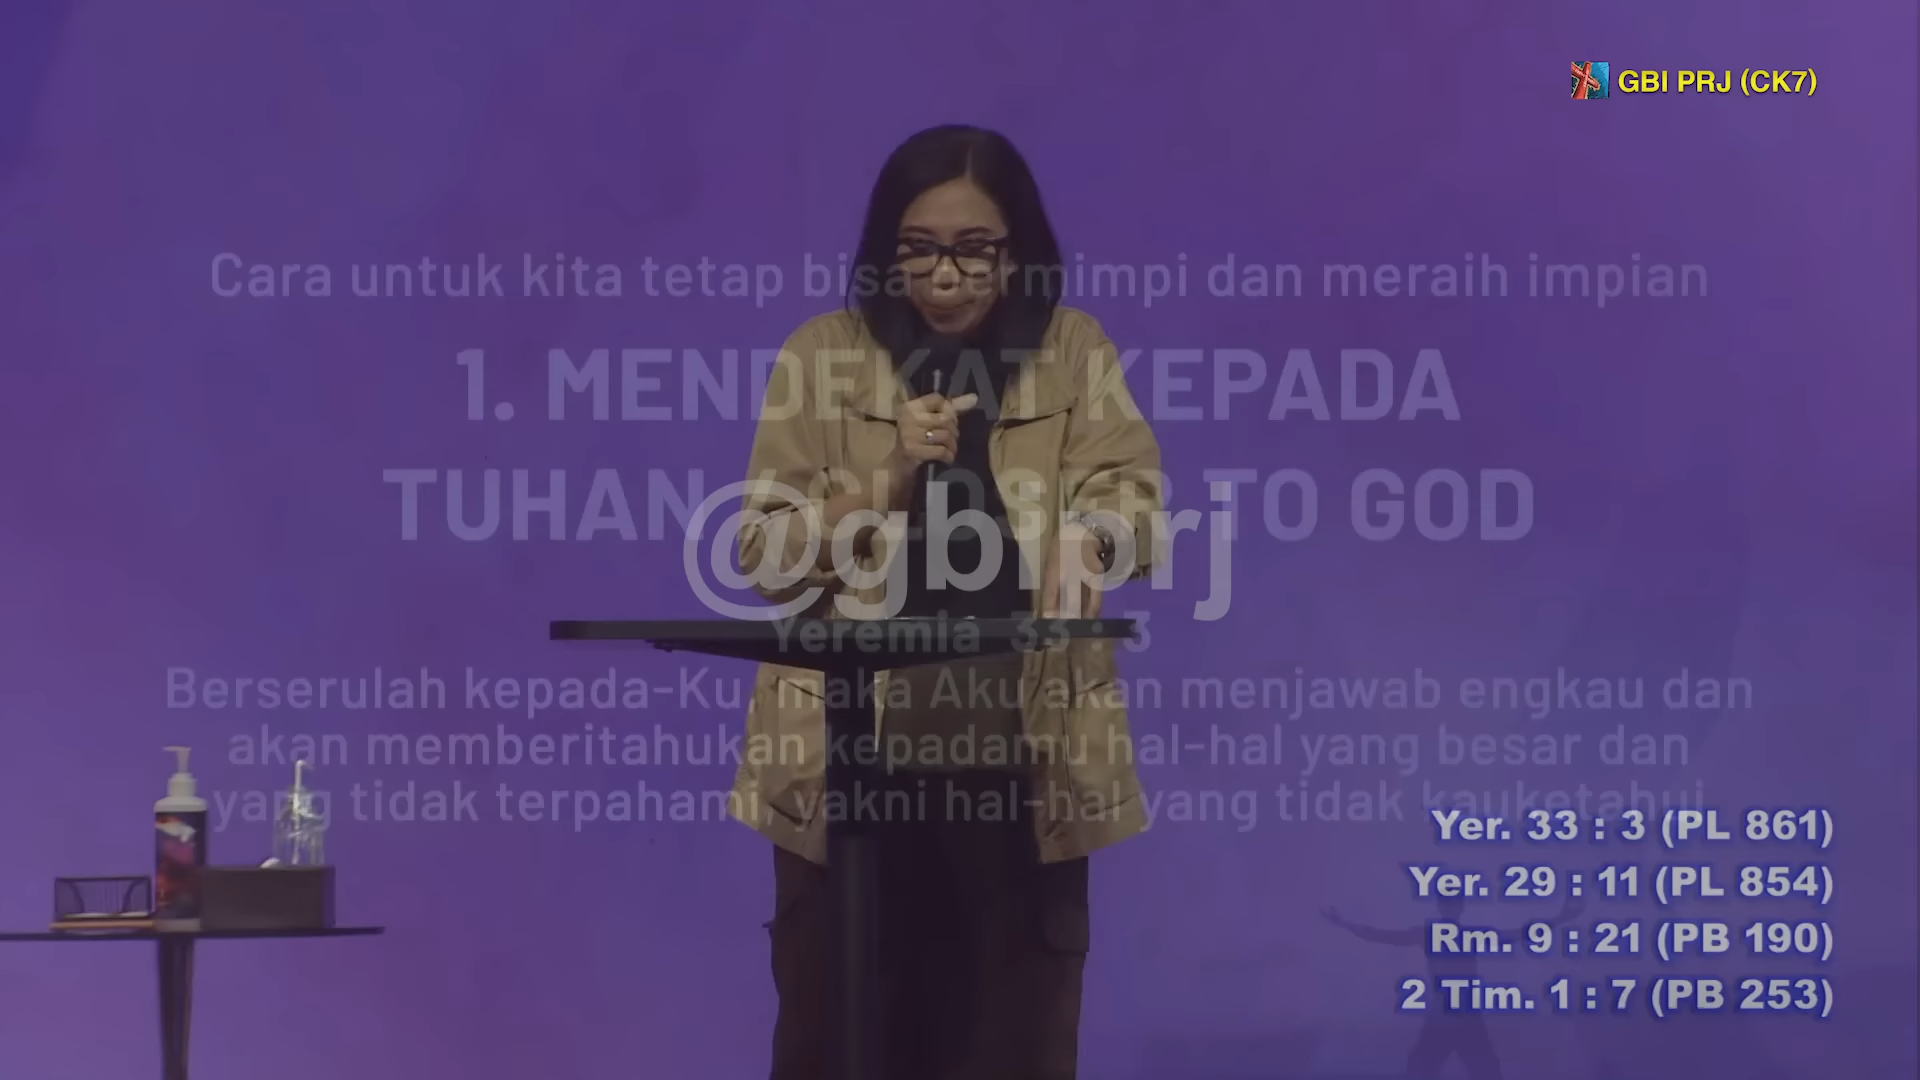 GBI PRJ (CK7)
Cara untuk kita tetap bisa bermimpi dan meraih impian
1. MENDEKAT KEPADA
TUHAN / CLOSER TO GOD
@gbiprj
Yeremia 33 : 3
Berserulah kepada-Ku, maka Aku akan menjawab engkau dan
akan memberitahukan kepadamu hal-hal yang besar dan
yang tidak terpahami, yakni hal-hal yang tidak kauketahui
Yer. 33 : 3 (PL 861)
Yer. 29 : 11 (PL 854)
Rm. 9 : 21 (PB 190)
2 Tim. 1 : 7 (PB 253)